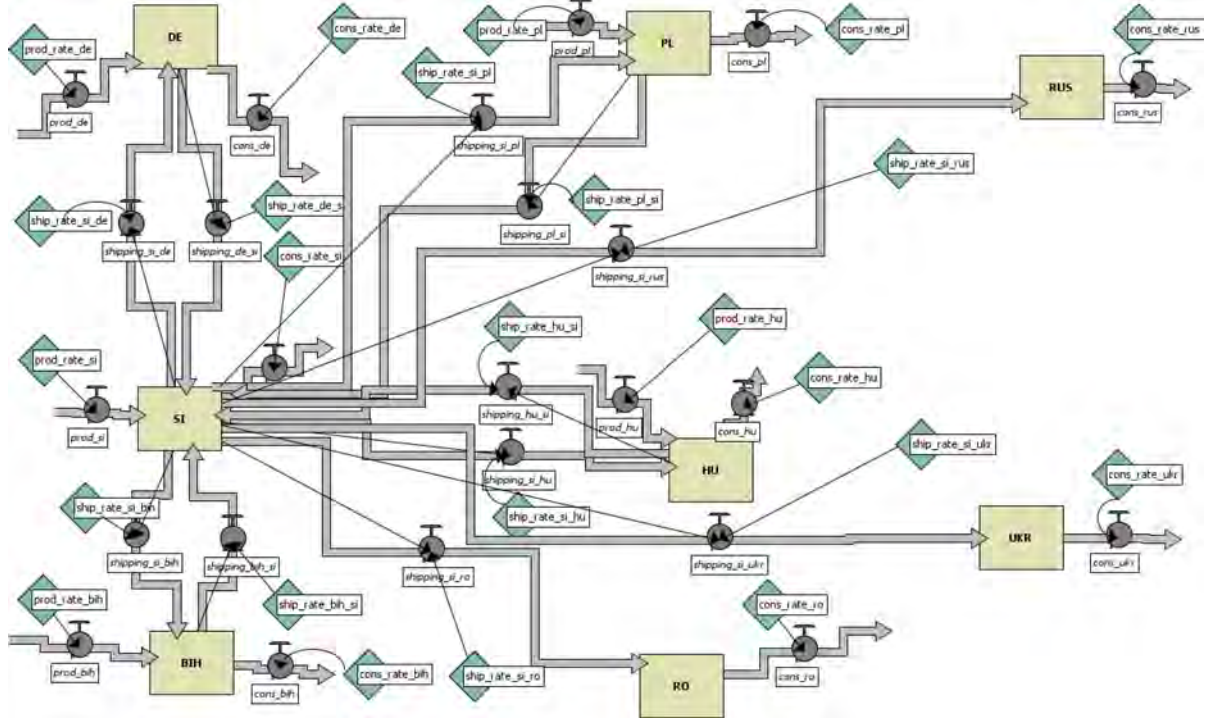 DE
cons_rate_de
prod_rate_pl
prod_pl
PL
cons_rate_pl
cons_pl
cons_rate_rus
prod_rate_de
prod_de
cons_de
ship_rate_si_pl
shipping_si_pl
RUS
cons_rus
ship_rate_si_rus
ship_rate_si_de
shipping_si_de
ship_rate_de_s
shipping_de_si
ship_rate_pl_si
shipping_pl_si
cons_rate_si
shipping_si_rus
ship_rate_hu_si
prod_rate_hu
prod_rate_si
cons_rate_hu
prod_si
SI
shipping_hu_si
prod_hu
cons_hu
ship_rate_si_ukr
shipping_si_hu
HU
cons_rate_ukr
ship_rate_si_bih
ship_rate_si_hu
shipping_si_bih
shipping_bih_si
shipping_si_ro
shipping_si_ukr
UKR
cons_ukr
prod_rate_bih
prod_bih
ship_rate_bih_si
cons_rate_ro
BIH
cons_bih
cons_rate_bih
ship_rate_si_ro
RO
cons_ro